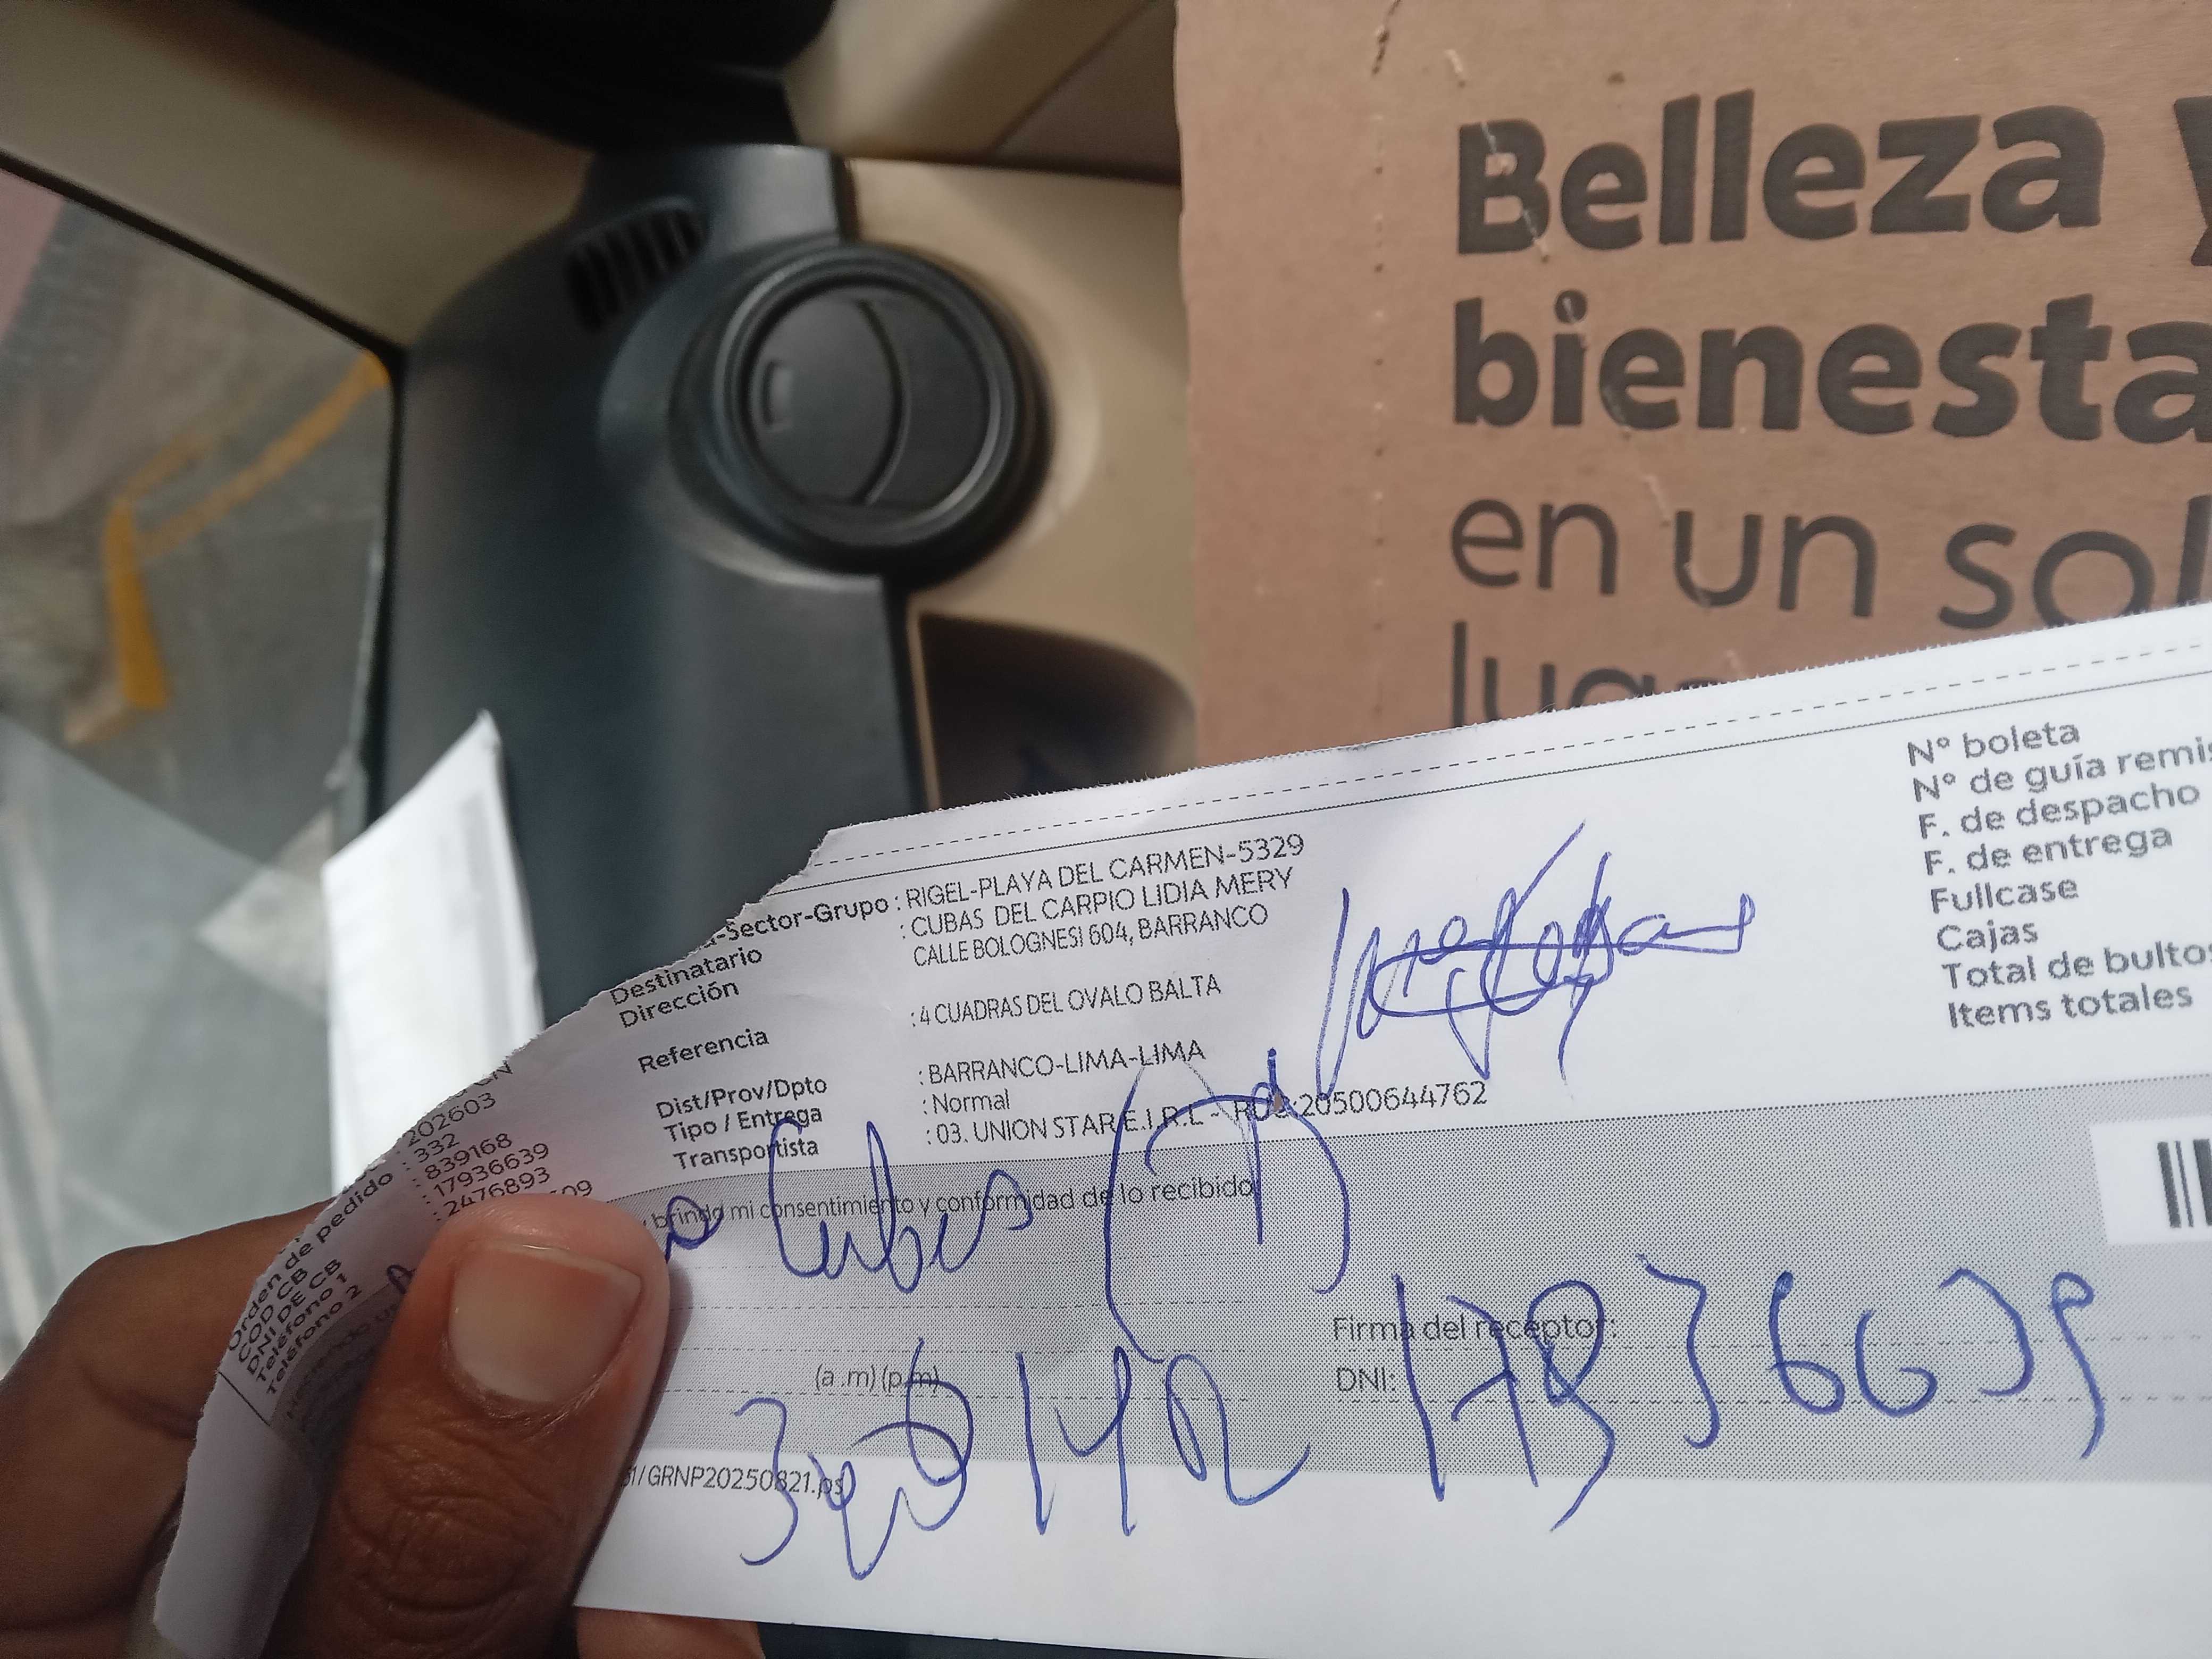 Belleza y
bienesta
en un sol
N° boleta
N° de guía remis
F. de despacho
F. de entrega
Fullcase
Cajas
Total de bultos
Items totales
-Sector-Grupo : RIGEL-PLAYA DEL CARMEN-5329
Destinatario : CUBAS DEL CARPIO LIDIA MERY
Dirección CALLE BOLOGNESI 604, BARRANCO
Referencia : 4 CUADRAS DEL OVALO BALTA
Dist/Prov/Dpto : BARRANCO-LIMA-LIMA
Tipo / Entrega : Normal
Transportista : 03. UNION STAR E.I.R.L - RUC:20500644762
202603
Orden de pedido : 332
COD CB : 839168
DNI DE CB : 17936639
Teléfono 1 : 2476893
Teléfono 2 09
y brindo mi consentimiento y conformidad de lo recibido
Cubas (T)
Firma del receptor:
(a.m) (p.m)
DNI: 17936639
/GRNP20250821.ps